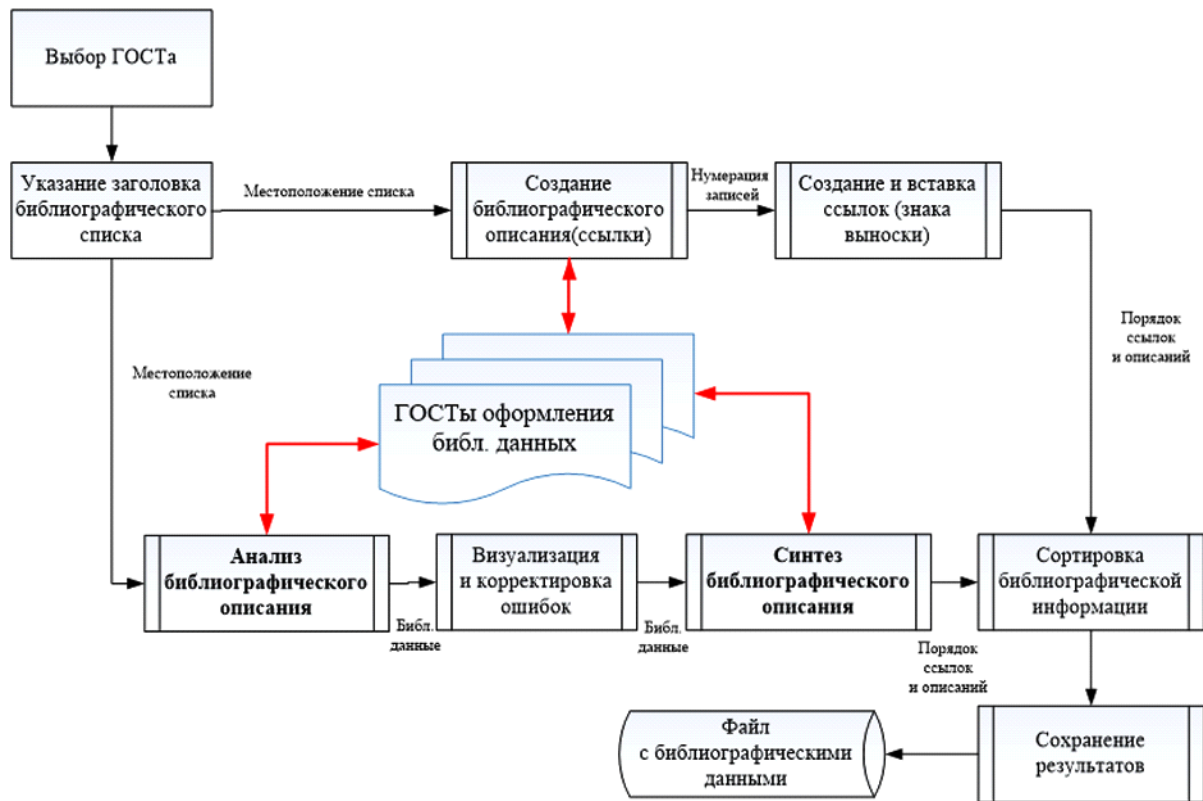 Выбор ГОСТа
Указание заголовка
библиографического
списка
Местоположение списка
Создание
библиографического
описания(ссылки)
Нумерация
записей
Создание и вставка
ссылок (знака
выноски)
Порядок
ссылок
и описаний
Местоположение
списка
ГОСТы оформления
библ. данных
Анализ
библиографического
описания
Библ.
данные
Визуализация
и корректировка
ошибок
Библ.
данные
Синтез
библиографического
описания
Порядок
ссылок
и описаний
Сортировка
библиографической
информации
Файл
с библиографическими
данными
Сохранение
результатов